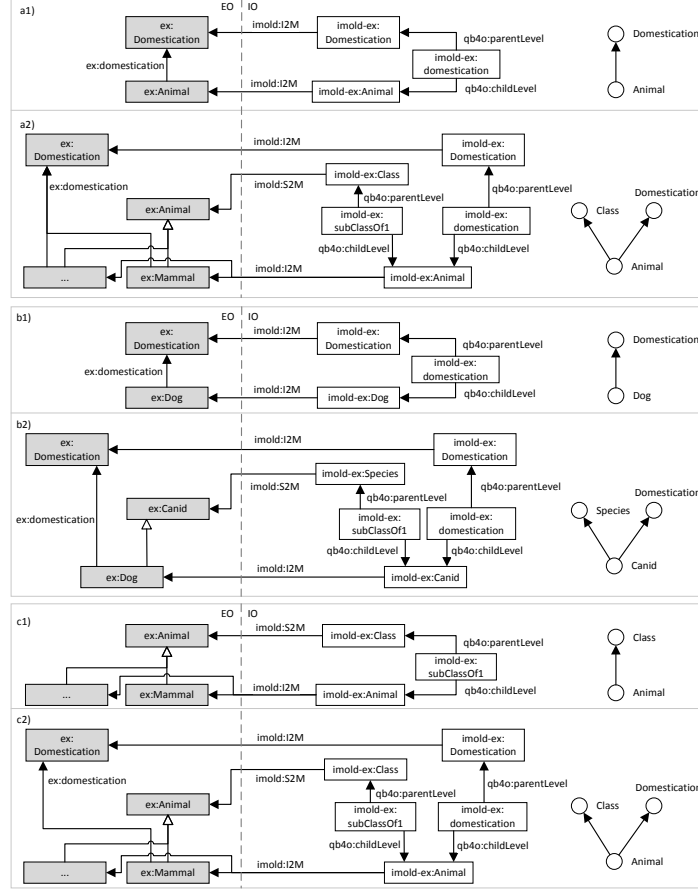 a1)
EO
IO
ex:
Domestication
imold:I2M
imold-ex:
Domestication
qb4o:parentLevel
ex:domestication
imold-ex:
domestication
ex:Animal
imold:I2M
imold-ex:Animal
qb4o:childLevel
Domestication
Animal
a2)
ex:
Domestication
imold:I2M
imold-ex:
Domestication
ex:domestication
imold:S2M
imold-ex:Class
qb4o:parentLevel
qb4o:parentLevel
ex:Animal
imold-ex:
subClassOf1
imold-ex:
domestication
qb4o:childLevel
qb4o:childLevel
...
ex:Mammal
imold:I2M
imold-ex:Animal
Class
Domestication
Animal
b1)
EO
IO
ex:
Domestication
imold:I2M
imold-ex:
Domestication
qb4o:parentLevel
ex:domestication
imold-ex:
domestication
ex:Dog
imold:I2M
imold-ex:Dog
qb4o:childLevel
Domestication
Dog
b2)
ex:
Domestication
imold:I2M
imold-ex:
Domestication
imold:S2M
imold-ex:Species
qb4o:parentLevel
qb4o:parentLevel
ex:Canid
ex:domestication
imold-ex:
subClassOf1
imold-ex:
domestication
qb4o:childLevel
qb4o:childLevel
ex:Dog
imold:I2M
imold-ex:Canid
Species
Domestication
Canid
c1)
EO
IO
ex:Animal
imold:S2M
imold-ex:Class
qb4o:parentLevel
imold-ex:
subClassOf1
...
ex:Mammal
imold:I2M
imold-ex:Animal
qb4o:childLevel
Class
Animal
c2)
ex:
Domestication
imold:I2M
imold-ex:
Domestication
ex:domestication
imold:S2M
imold-ex:Class
qb4o:parentLevel
qb4o:parentLevel
ex:Animal
imold-ex:
subClassOf1
imold-ex:
domestication
qb4o:childLevel
qb4o:childLevel
...
ex:Mammal
imold:I2M
imold-ex:Animal
Class
Domestication
Animal